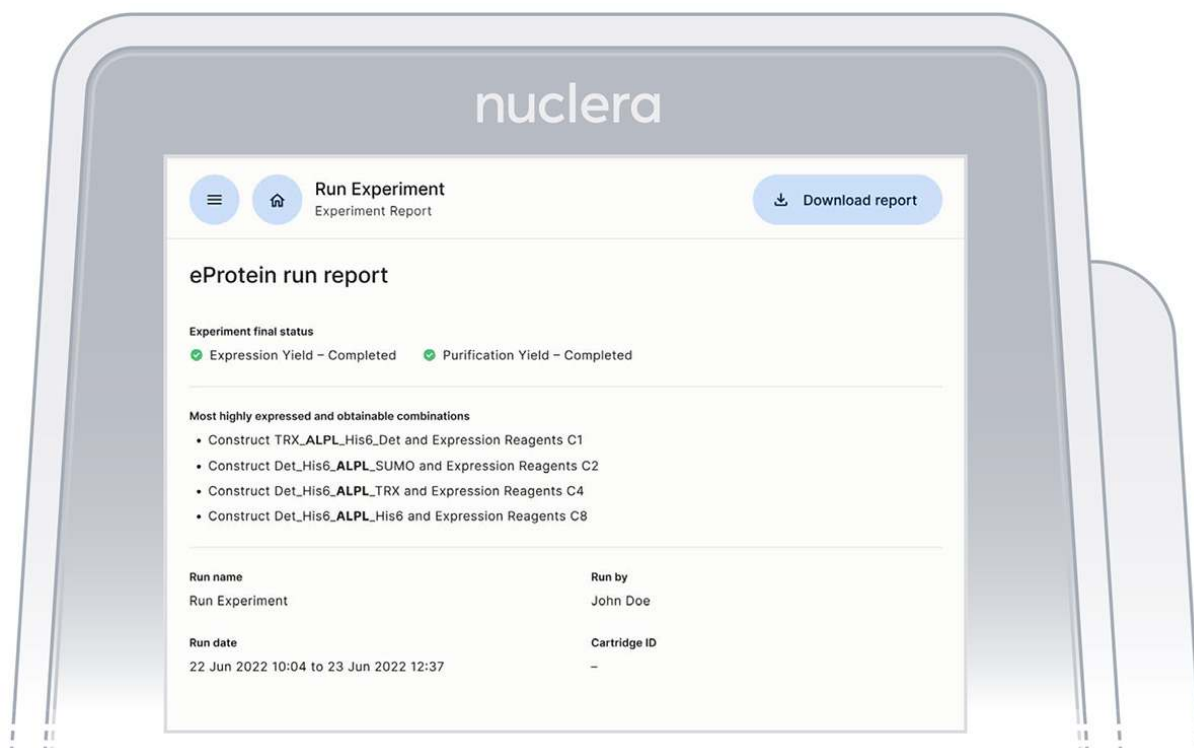 nuclera
Run Experiment
Experiment Report
Download report
eProtein run report
Experiment final status
Expression Yield – Completed
Purification Yield – Completed
Most highly expressed and obtainable combinations
• Construct TRX_ALPL_His6_Det and Expression Reagents C1
• Construct Det_His6_ALPL_SUMO and Expression Reagents C2
• Construct Det_His6_ALPL_TRX and Expression Reagents C4
• Construct Det_His6_ALPL_His6 and Expression Reagents C8
Run name
Run Experiment
Run by
John Doe
Run date
22 Jun 2022 10:04 to 23 Jun 2022 12:37
Cartridge ID
–